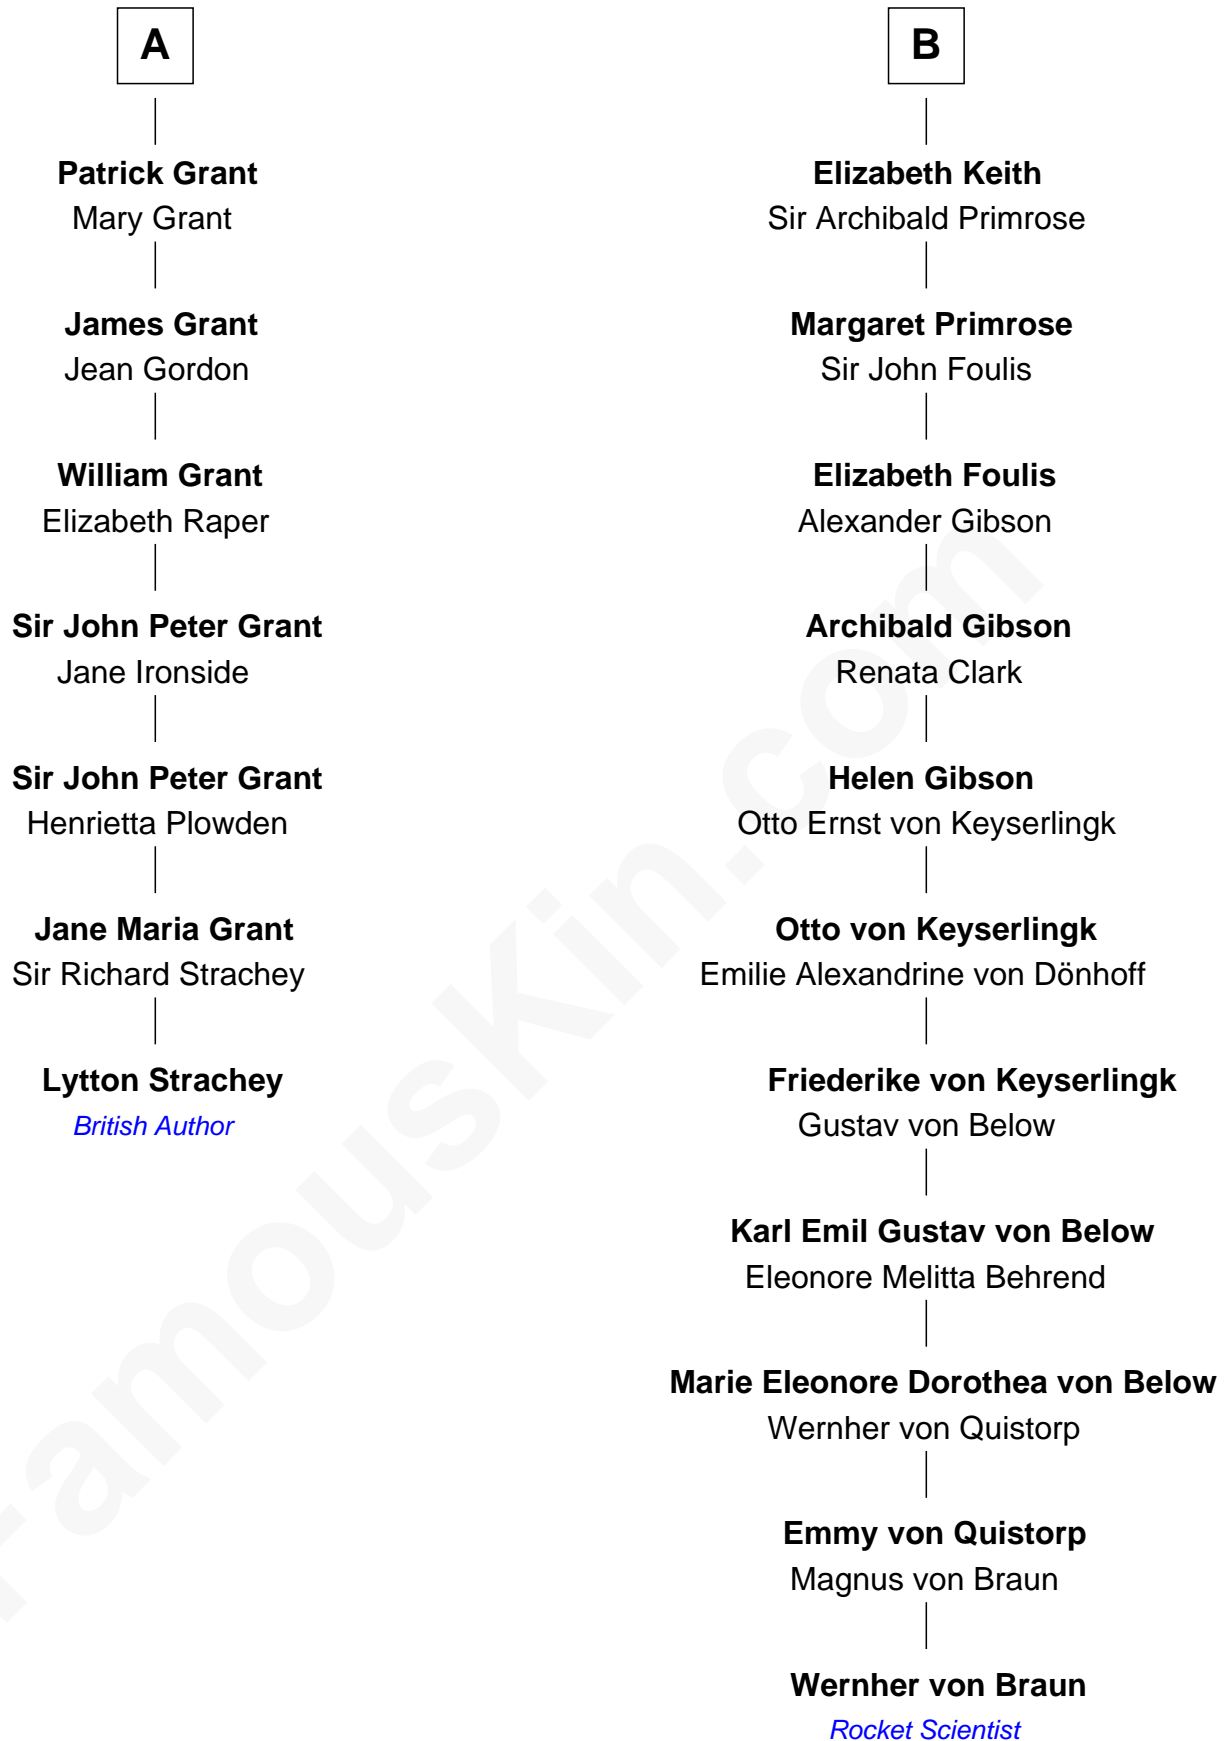 A
Patrick Grant
Mary Grant
James Grant
Jean Gordon
William Grant
Elizabeth Raper
Sir John Peter Grant
Jane Ironside
Sir John Peter Grant
Henrietta Plowden
Jane Maria Grant
Sir Richard Strachey
Lytton Strachey
British Author
B
Elizabeth Keith
Sir Archibald Primrose
Margaret Primrose
Sir John Foulis
Elizabeth Foulis
Alexander Gibson
Archibald Gibson
Renata Clark
Helen Gibson
Otto Ernst von Keyserlingk
Otto von Keyserlingk
Emilie Alexandrine von Dönhoff
Friederike von Keyserlingk
Gustav von Below
Karl Emil Gustav von Below
Eleonore Melitta Behrend
Marie Eleonore Dorothea von Below
Wernher von Quistorp
Emmy von Quistorp
Magnus von Braun
Wernher von Braun
Rocket Scientist
FamousKin.com